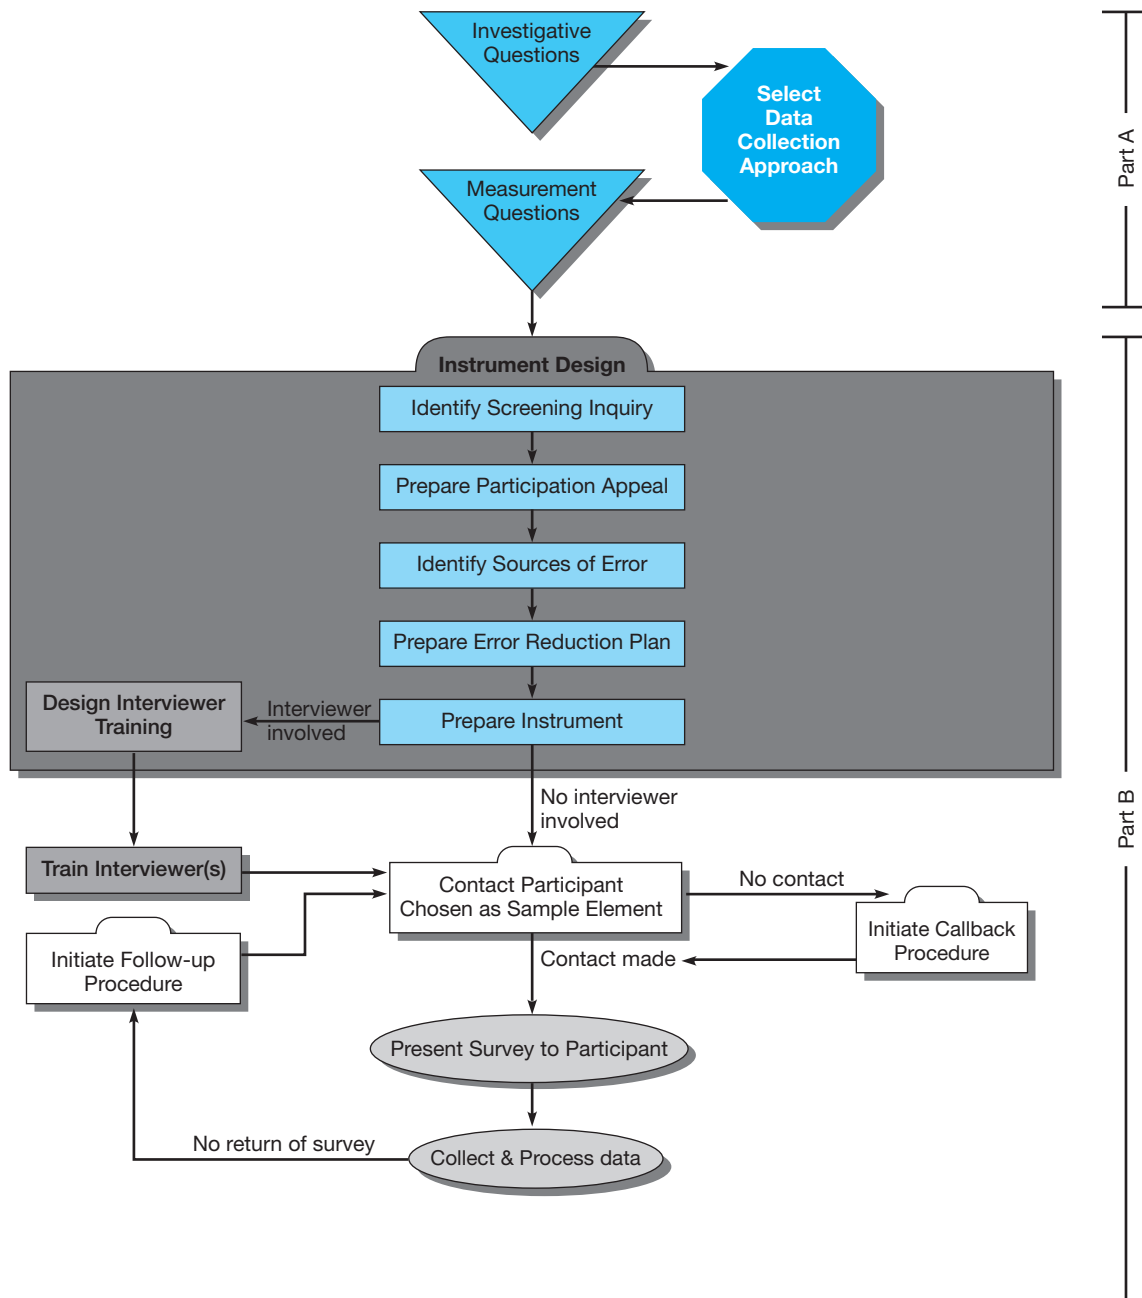 Investigative
Questions
Select
Data
Collection
Approach
Part A
Measurement
Questions
Instrument Design
Identify Screening Inquiry
Prepare Participation Appeal
Identify Sources of Error
Prepare Error Reduction Plan
Design Interviewer
Training
Interviewer
involved
Prepare Instrument
No interviewer
involved
Part B
Train Interviewer(s)
Contact Participant
Chosen as Sample Element
No contact
Initiate Callback
Procedure
Initiate Follow-up
Procedure
Contact made
Present Survey to Participant
No return of survey
Collect & Process data